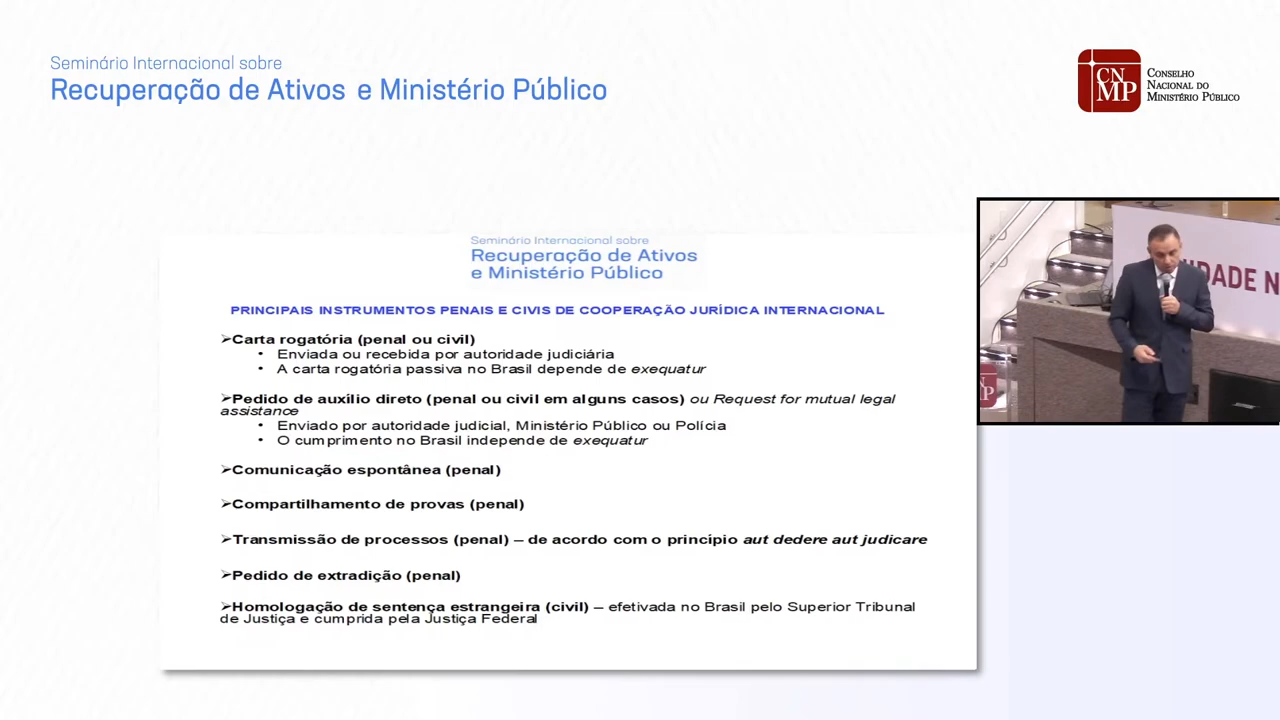 Seminário Internacional sobre
Recuperação de Ativos e Ministério Público
CN
MP
CONSELHO
NACIONAL DO
MINISTÉRIO PÚBLICO
Seminário Internacional sobre
Recuperação de Ativos
e Ministério Público
PRINCIPAIS INSTRUMENTOS PENAIS E CIVIS DE COOPERAÇÃO JURÍDICA INTERNACIONAL
➢Carta rogatória (penal ou civil)
• Enviada ou recebida por autoridade judiciária
• A carta rogatória passiva no Brasil depende de exequatur
➢Pedido de auxílio direto (penal ou civil em alguns casos) ou Request for mutual legal
assistance
• Enviado por autoridade judicial, Ministério Público ou Polícia
• O cumprimento no Brasil independe de exequatur
➢Comunicação espontânea (penal)
➢Compartilhamento de provas (penal)
➢Transmissão de processos (penal) – de acordo com o princípio aut dedere aut judicare
➢Pedido de extradição (penal)
➢Homologação de sentença estrangeira (civil) – efetivada no Brasil pelo Superior Tribunal
de Justiça e cumprida pela Justiça Federal
IDADE N